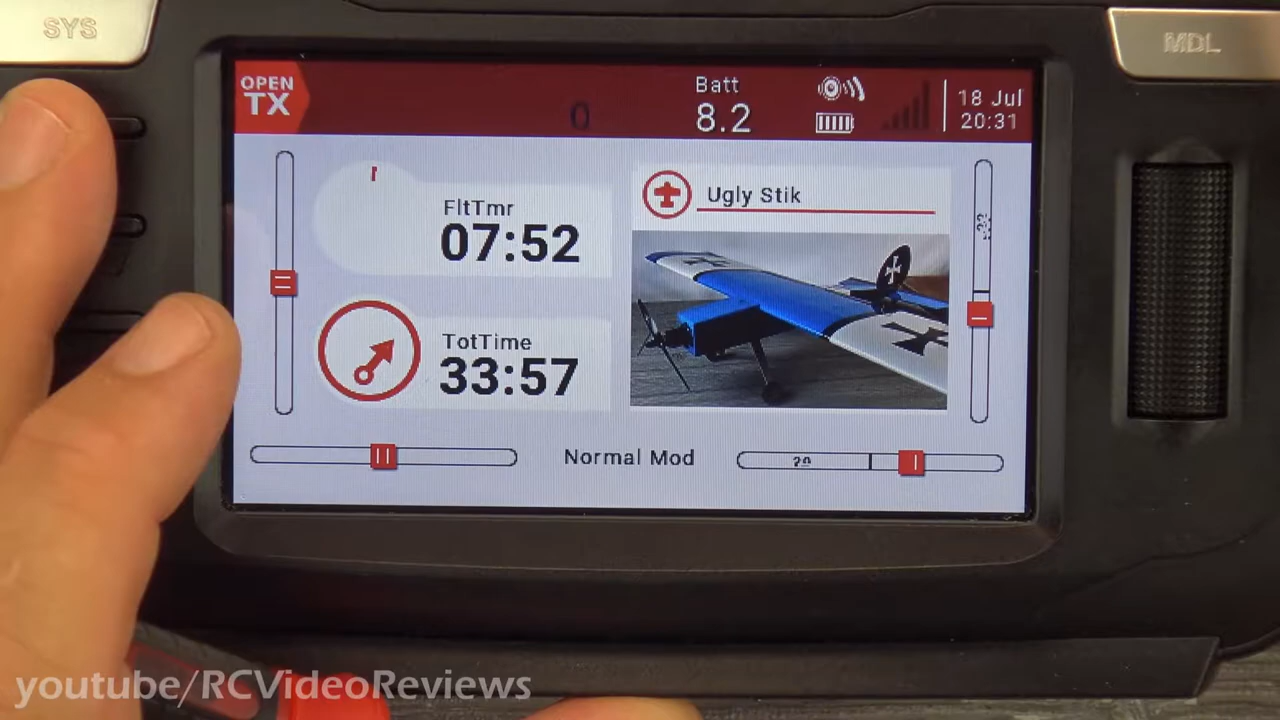 SYS
MDL
OPEN
TX
0
Batt
8.2
18 Jul
20:31
FltTmr
07:52
Ugly Stik
TotTime
33:57
Normal Mod
youtube/RCVideoReviews